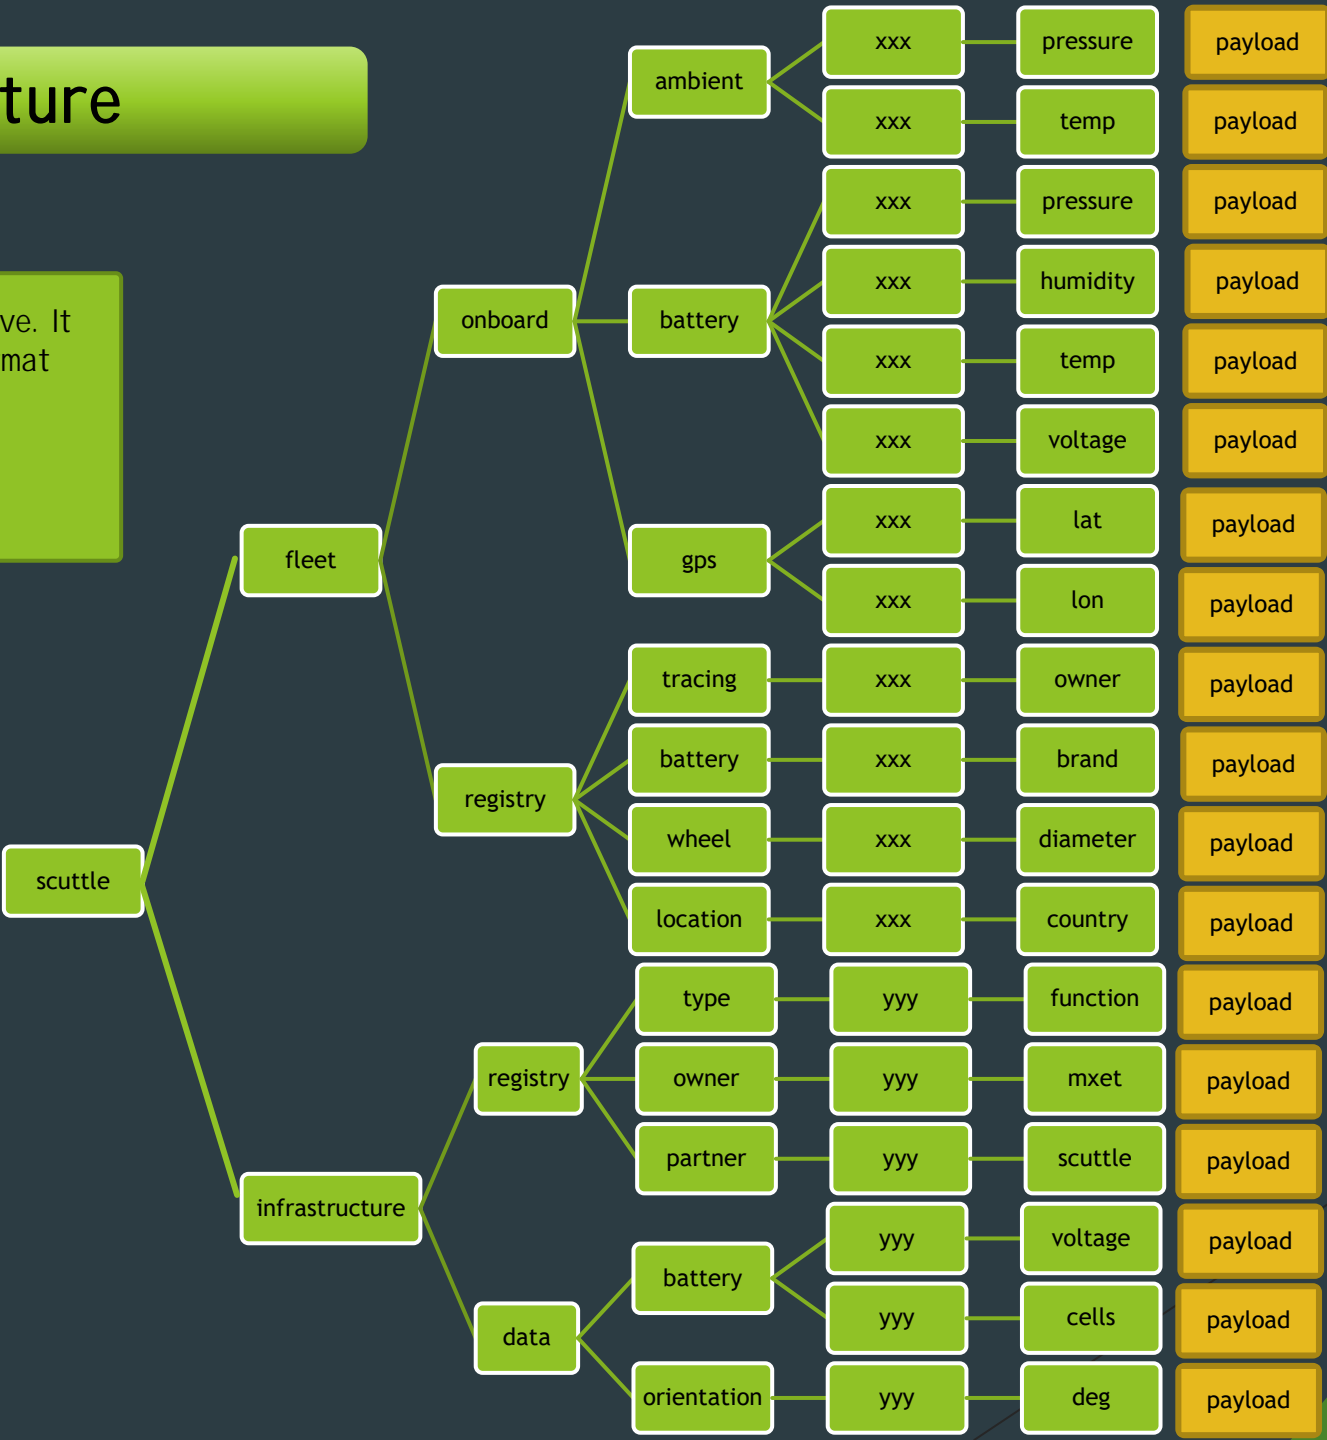 ture
ve. It
mat
scuttle
fleet
infrastructure
onboard
registry
registry
data
ambient
battery
gps
tracing
battery
wheel
location
type
owner
partner
battery
orientation
xxx pressure payload
xxx temp payload
xxx pressure payload
xxx humidity payload
xxx temp payload
xxx voltage payload
xxx lat payload
xxx lon payload
xxx owner payload
xxx brand payload
xxx diameter payload
xxx country payload
yyy function payload
yyy mxet payload
yyy scuttle payload
yyy voltage payload
yyy cells payload
yyy deg payload